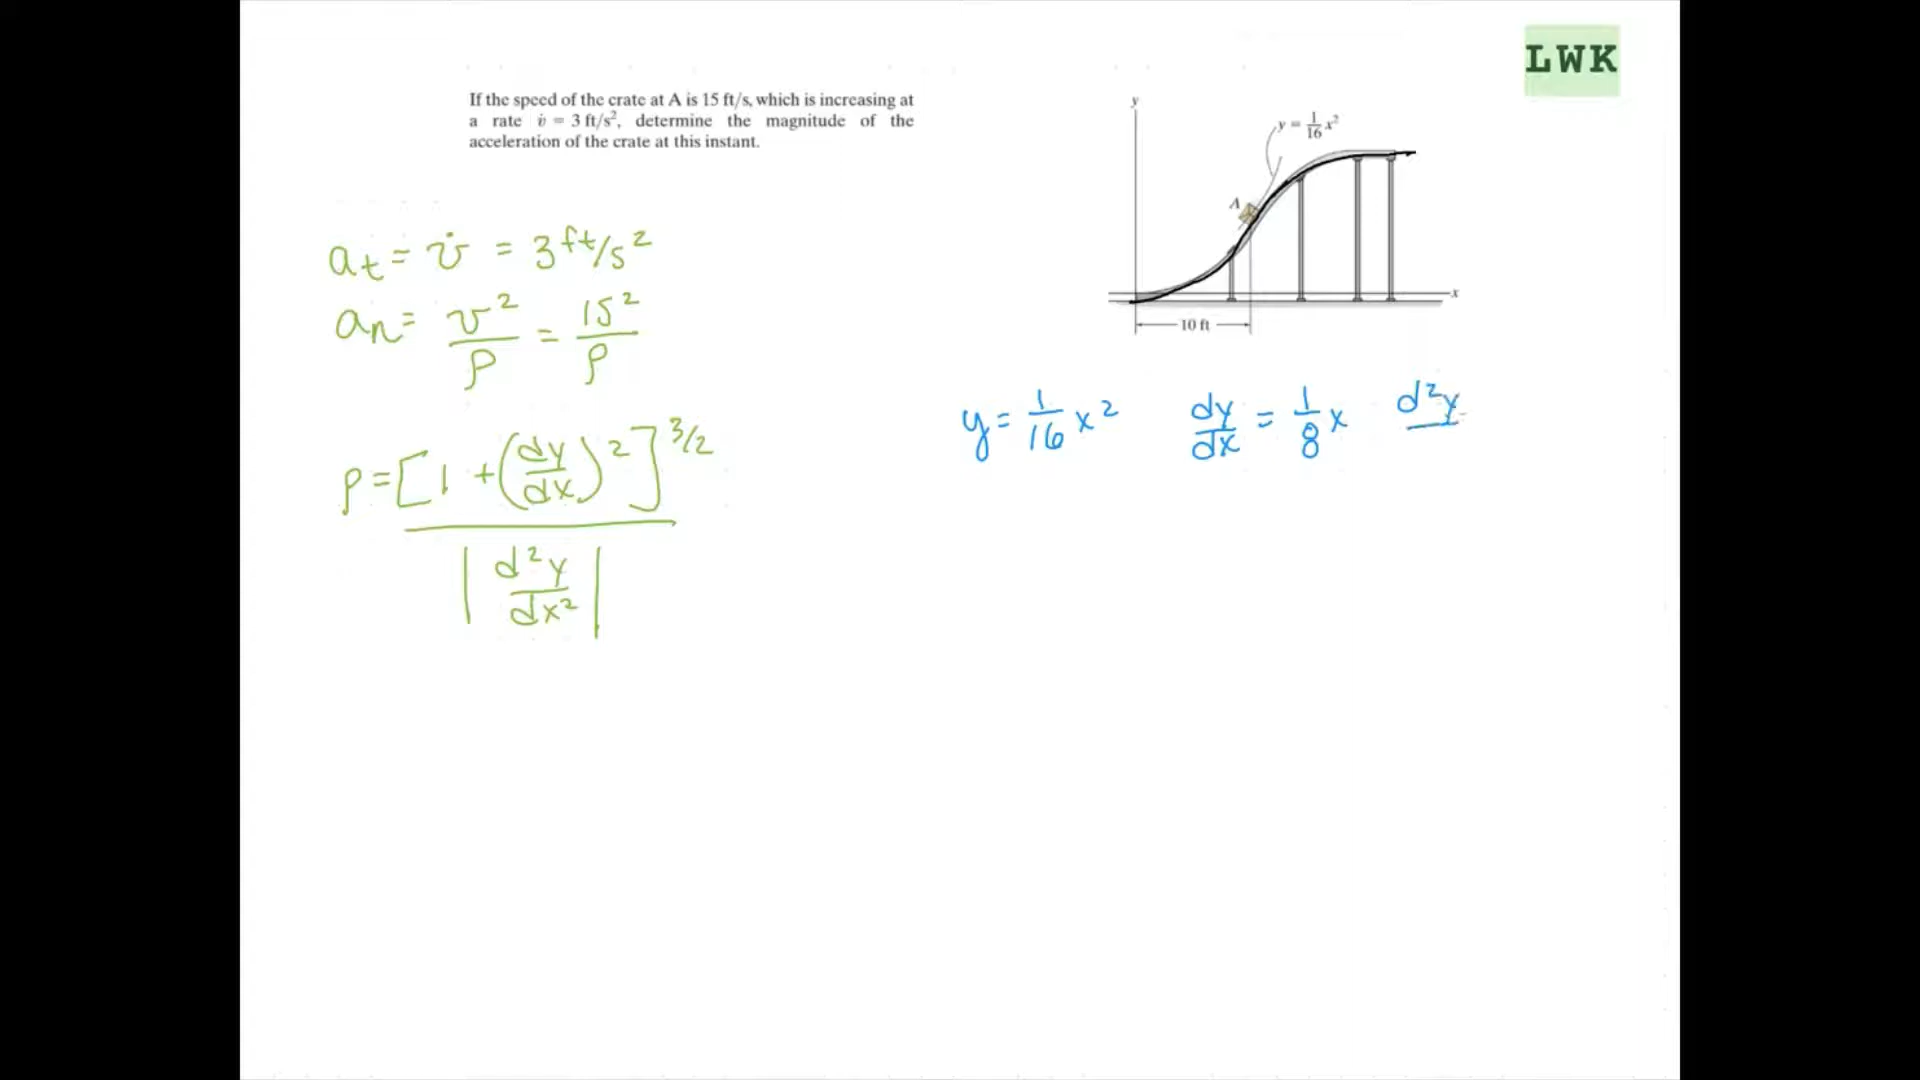 LWK
If the speed of the crate at A is 15 ft/s, which is increasing at
a rate v̇ = 3 ft/s², determine the magnitude of the
acceleration of the crate at this instant.
y
y = 1/16 x²
A
x
10 ft
aₜ = v̇ = 3 ft/s²
aₙ = v²/ρ = 15²/ρ
ρ = [1 + (dy/dx)²]^3/2
|d²y/dx²|
y = 1/16 x² dy/dx = 1/8 x d²y